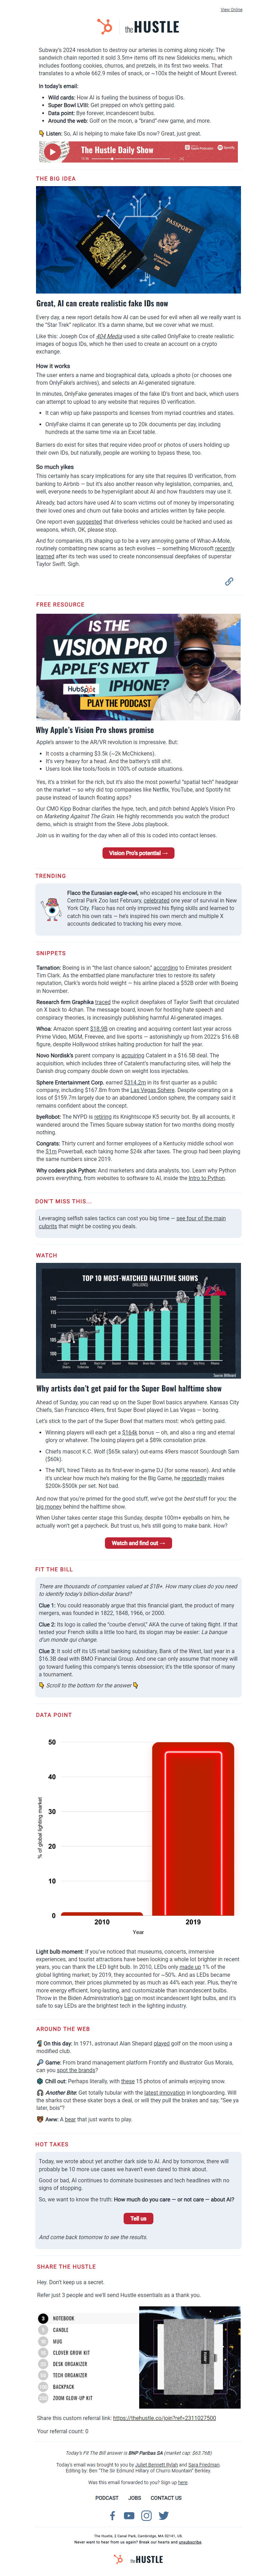 View Online
the HUSTLE
Subway's 2024 resolution to destroy our arteries is coming along nicely: The
sandwich chain reported it sold 3.5m+ items off its new Sidekicks menu, which
includes footlong cookies, churros, and pretzels, in its first two weeks. That
translates to a whole 662.9 miles of snack, or ~100x the height of Mount Everest.
In today's email:
Wild cards: How AI is fueling the business of bogus IDs.
Super Bowl LVIII: Get prepped on who's getting paid.
Data point: Bye forever, incandescent bulbs.
Around the web: Golf on the moon, a "brand" new game, and more.
👇 Listen: So, AI is helping to make fake IDs now? Great, just great.
The Hustle Daily Show
Apple Podcasts
Spotify
THE BIG IDEA
PASSPORT
PASSPORT
Great, AI can create realistic fake IDs now
Every day, a new report details how AI can be used for evil when all we really want is
the "Star Trek" replicator. It's a damn shame, but we cover what we must.
Like this: Joseph Cox of 404 Media used a site called OnlyFake to create realistic
images of bogus IDs, which he then used to create an account on a crypto
exchange.
How it works
The user enters a name and biographical data, uploads a photo (or chooses one
from OnlyFake's archives), and selects an AI-generated signature.
In minutes, OnlyFake generates images of the fake ID's front and back, which users
can attempt to upload to any website that requires ID verification.
It can whip up fake passports and licenses from myriad countries and states.
OnlyFake claims it can generate up to 20k documents per day, including
hundreds at the same time via an Excel table.
Barriers do exist for sites that require video proof or photos of users holding up
their own IDs, but naturally, people are working to bypass these, too.
So much yikes
This certainly has scary implications for any site that requires ID verification, from
banking to Airbnb — but it's also another reason why legislation, companies, and,
well, everyone needs to be hypervigilant about AI and how fraudsters may use it.
Already, bad actors have used AI to scam victims out of money by impersonating
their loved ones and churn out fake books and articles written by fake people.
One report even suggested that driverless vehicles could be hacked and used as
weapons, which, OK, please stop.
And for companies, it's shaping up to be a very annoying game of Whac-A-Mole,
routinely combatting new scams as tech evolves — something Microsoft recently
learned after its tech was used to create nonconsensual deepfakes of superstar
Taylor Swift. Sigh.
FREE RESOURCE
IS THE
VISION PRO
APPLE'S NEXT
IPHONE?
HubSpot
PLAY THE PODCAST
Why Apple's Vision Pro shows promise
Apple's answer to the AR/VR revolution is impressive. But:
It costs a charming $3.5k (~2k McChickens).
It's very heavy for a head. And the battery's still shit.
Users look like tools/fools in 100% of outside situations.
Yes, it's a trinket for the rich, but it's also the most powerful "spatial tech" headgear
on the market — so why do top companies like Netflix, YouTube, and Spotify hit
pause instead of launch floating apps?
Our CMO Kipp Bodnar clarifies the hype, tech, and pitch behind Apple's Vision Pro
on Marketing Against The Grain. He highly recommends you watch the product
demo, which is straight from the Steve Jobs playbook.
Join us in waiting for the day when all of this is coded into contact lenses.
Vision Pro's potential →
TRENDING
Flaco the Eurasian eagle-owl, who escaped his enclosure in the
Central Park Zoo last February, celebrated one year of survival in New
York City. Flaco has not only improved his flying skills and learned to
catch his own rats — he's inspired his own merch and multiple X
accounts dedicated to tracking his every move.
SNIPPETS
Tarnation: Boeing is in "the last chance saloon," according to Emirates president
Tim Clark. As the embattled plane manufacturer tries to salvage its safety
reputation, Clark's words hold weight — his airline placed a $52B order with Boeing
in November.
Research firm Graphika traced the explicit deepfakes of Taylor Swift that circulated
on X back to 4chan. The message board, known for hosting hate speech and
conspiracy theories, is increasingly publishing harmful AI-generated images.
Whoa: Amazon spent $18.9B on creating and acquiring content last year across
Prime Video, MGM, Freevee, and live sports — astonishingly up from 2022's $16.6B
figure, despite Hollywood strikes limiting production for half the year.
Novo Nordisk's parent company is acquiring Catalent in a $16.5B deal. The
acquisition, which includes three of Catalent's manufacturing sites, will help the
Danish drug company double down on weight loss injectables.
Sphere Entertainment Corp. earned $314.2m in its first quarter as a public
company, including $167.8m from the Las Vegas Sphere. Despite operating on a
loss of $159.7m largely due to an abandoned London sphere, the company said it
remains confident about the concept.
byeRobot: The NYPD is retiring its Knightscope K5 security bot. By all accounts, it
wandered around the Times Square subway station for two months doing mostly
nothing.
Congrats: Thirty current and former employees of a Kentucky middle school won
the $1m Powerball, each taking home $24k after taxes. The group has been playing
the same numbers since 2019.
Why coders pick Python: And marketers and data analysts, too. Learn why Python
powers everything, from websites to software to AI, inside the Intro to Python.
DON'T MISS THIS...
Leveraging selfish sales tactics can cost you big time — see four of the main
culprits that might be costing you deals.
WATCH
TOP 10 MOST-WATCHED HALFTIME SHOWS
Why artists don't get paid for the Super Bowl halftime show
Ahead of Sunday, you can read up on the Super Bowl basics anywhere. Kansas City
Chiefs, San Francisco 49ers, first Super Bowl played in Las Vegas — boring.
Let's stick to the part of the Super Bowl that matters most: who's getting paid.
Winning players will each get a $164k bonus — oh, and also a ring and eternal
glory or whatever. The losing players get a $89k consolation prize.
Chiefs mascot K.C. Wolf ($65k salary) out-earns 49ers mascot Sourdough Sam
($60k).
The NFL hired Tiësto as its first-ever in-game DJ (for some reason). And while
it's unclear how much he's making for the Big Game, he reportedly makes
$200k-$500k per set. Not bad.
And now that you're primed for the good stuff, we've got the best stuff for you: the
big money behind the halftime show.
When Usher takes center stage this Sunday, despite 100m+ eyeballs on him, he
actually won't get a paycheck. But trust us, he's still going to make bank. How?
Watch and find out →
FIT THE BILL
There are thousands of companies valued at $1B+. How many clues do you need
to identify today's billion-dollar brand?
Clue 1: You could reasonably argue that this financial giant, the product of many
mergers, was founded in 1822, 1848, 1966, or 2000.
Clue 2: Its logo is called the "courbe d'envol," AKA the curve of taking flight. If that
tested your French skills a little too hard, its slogan may be easier: La banque
d'un monde qui change.
Clue 3: It sold off its US retail banking subsidiary, Bank of the West, last year in a
$16.3B deal with BMO Financial Group. And one can only assume that money will
go toward fueling this company's tennis obsession; it's the title sponsor of many
a tournament.
👇 Scroll to the bottom for the answer 👇
DATA POINT
% of global lighting market
50
40
30
20
10
0
2010
2019
Year
Light bulb moment: If you've noticed that museums, concerts, immersive
experiences, and tourist attractions have been looking a whole lot brighter in recent
years, you can thank the LED light bulb. In 2010, LEDs only made up 1% of the
global lighting market; by 2019, they accounted for ~50%. And as LEDs became
more common, their prices plummeted by as much as 44% each year. Plus, they're
more energy efficient, long-lasting, and customizable than incandescent bulbs.
Throw in the Biden Administration's ban on most incandescent light bulbs, and it's
safe to say LEDs are the brightest tech in the lighting industry.
AROUND THE WEB
On this day: In 1971, astronaut Alan Shepard played golf on the moon using a
modified club.
Game: From brand management platform Frontify and illustrator Gus Morais,
can you spot the brands?
Chill out: Perhaps literally, with these 15 photos of animals enjoying snow.
Another Bite: Get totally tubular with the latest innovation in longboarding. Will
the sharks cut these skater boys a deal, or will they pull the brakes and say, "See ya
later, bois"?
Aww: A bear that just wants to play.
HOT TAKES
Today, we wrote about yet another dark side to AI. And by tomorrow, there will
probably be 10 more use cases we haven't even dared to think about.
Good or bad, AI continues to dominate businesses and tech headlines with no
signs of stopping.
So, we want to know the truth: How much do you care — or not care — about AI?
Tell us
And come back tomorrow to see the results.
SHARE THE HUSTLE
Hey. Don't keep us a secret.
Refer just 3 people and we'll send Hustle essentials as a thank you.
3 NOTEBOOK
CANDLE
MUG
CLOVER GROW KIT
DESK ORGANIZER
TECH ORGANIZER
BACKPACK
ZOOM GLOW-UP KIT
Share this custom referral link: https://thehustle.co/join?ref=2311027500
Your referral count: 0
Today's Fit The Bill answer is BNP Paribas SA (market cap: $63.76B)
Today's email was brought to you by Juliet Bennett Rylah and Sara Friedman.
Editing by: Ben "The Sir Edmund Hillary of Churro Mountain" Berkley.
Was this email forwarded to you? Sign up here
PODCAST JOBS CONTACT US
The Hustle, 2 Canal Park, Cambridge, MA 02141, US.
Want never to hear from us again? Break our hearts and unsubscribe.
the HUSTLE